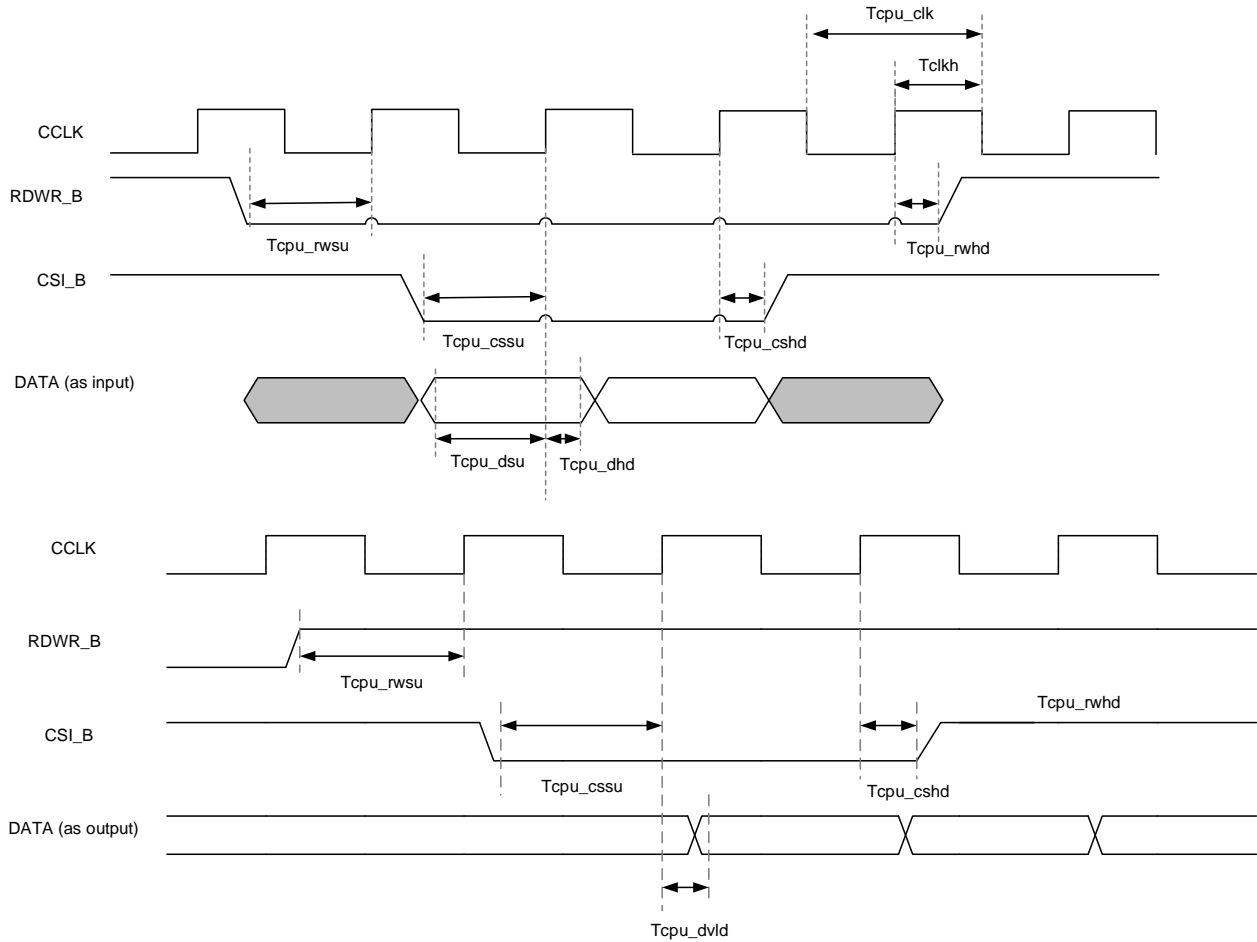 Tcpu_clk
Tclkh
CCLK
RDWR_B
Tcpu_rwsu
Tcpu_rwhd
CSI_B
Tcpu_cssu
Tcpu_cshd
DATA (as input)
Tcpu_dsu
Tcpu_dhd
CCLK
RDWR_B
Tcpu_rwsu
Tcpu_rwhd
CSI_B
Tcpu_cssu
Tcpu_cshd
DATA (as output)
Tcpu_dvld